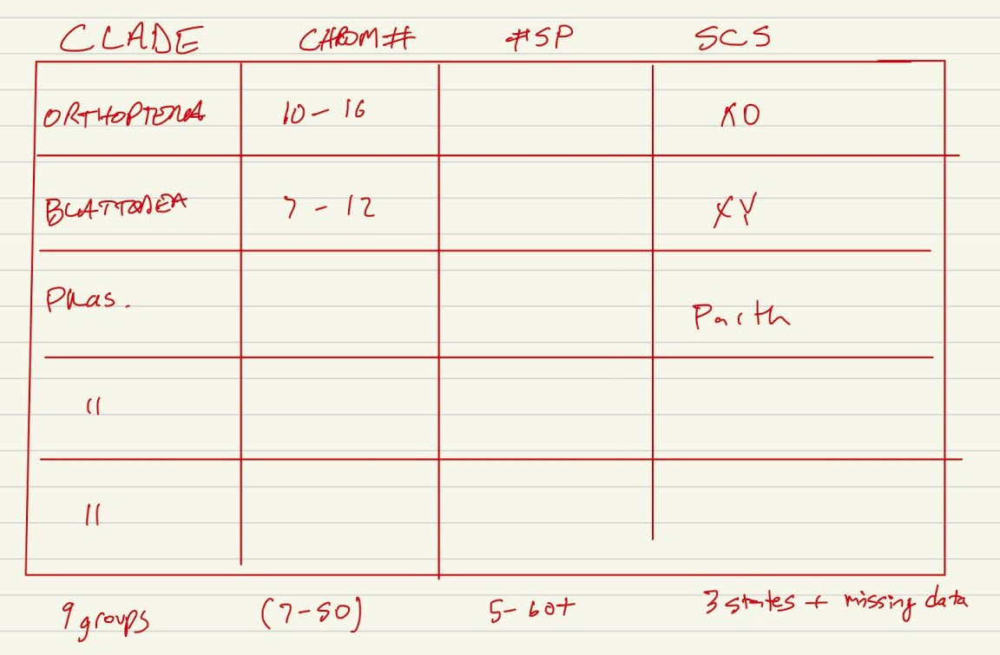 CLADE CHROM# #SP SCS
ORTHOPTERA 10-16 XO
BLATTODEA 7-12 XY
Phas. Parth
"
"
9 groups (7-50) 5-60+ 3 states + missing data